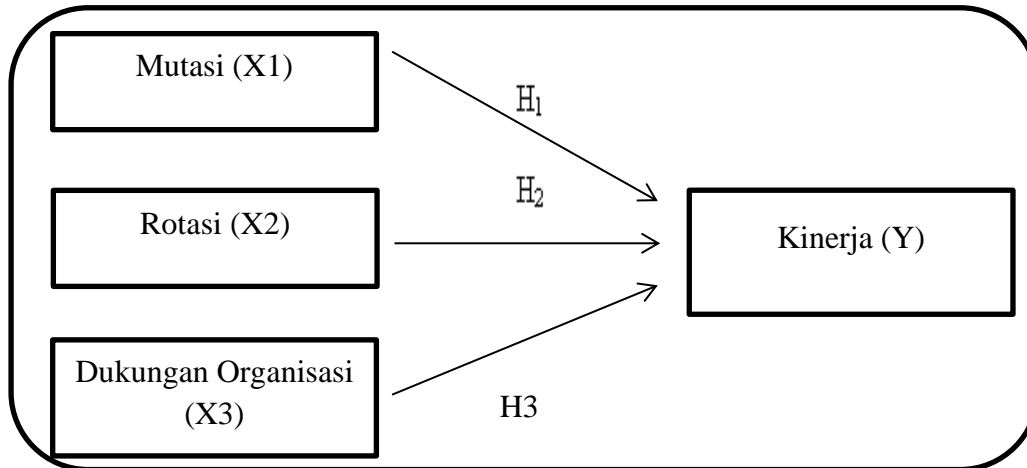 Mutasi (X1)
H₁
Rotasi (X2)
H₂
Kinerja (Y)
Dukungan Organisasi
(X3)
H3